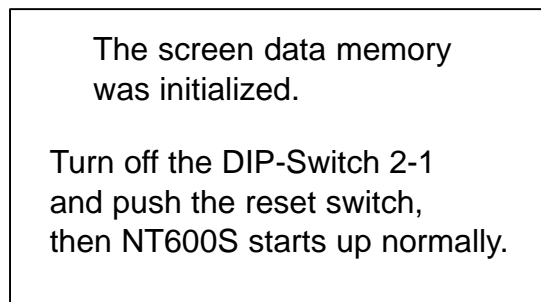 The screen data memory
was initialized.
Turn off the DIP-Switch 2-1
and push the reset switch,
then NT600S starts up normally.